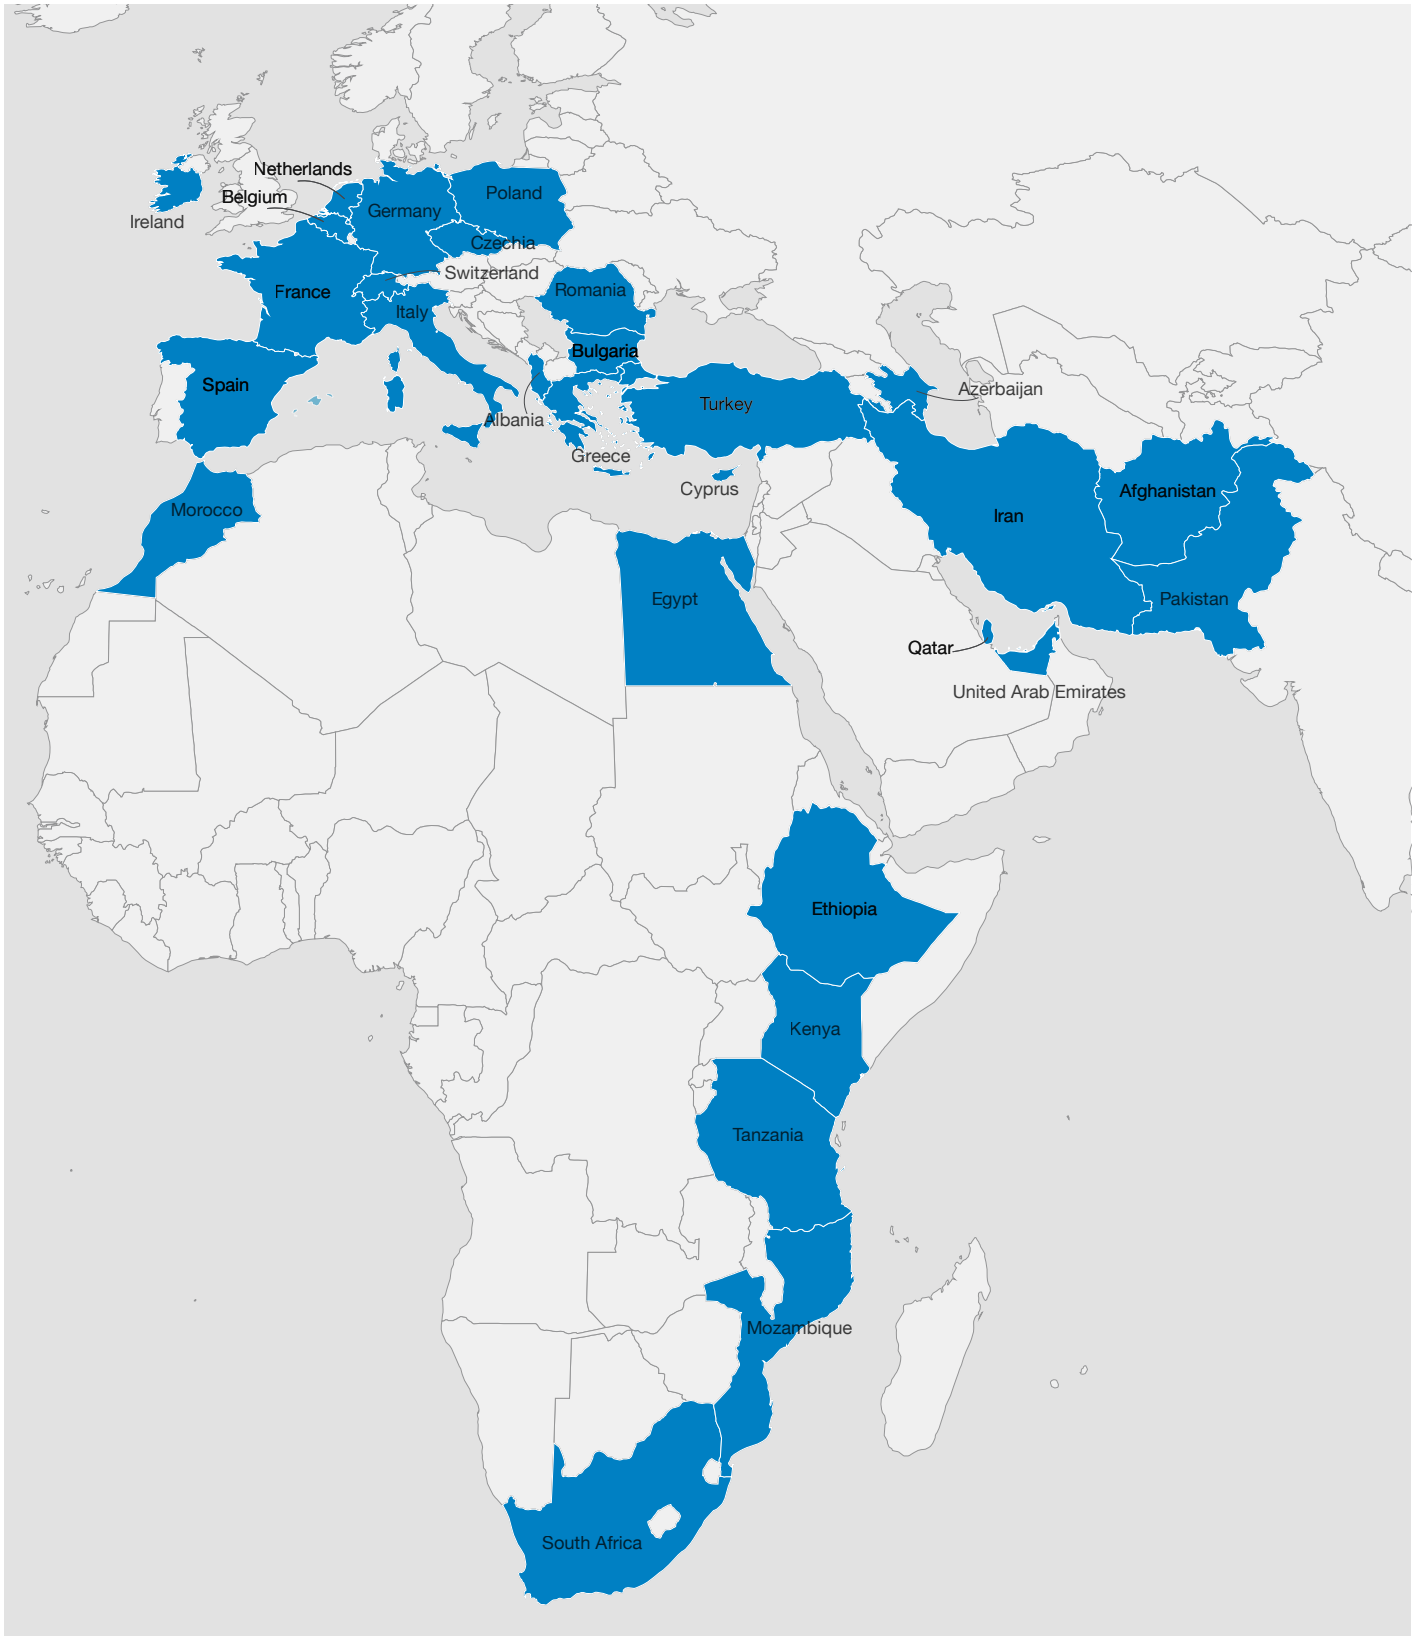 Netherlands
Poland
Belgium
Germany
Ireland
Czechia
Switzerland
France
Romania
Italy
Bulgaria
Spain
Azerbaijan
Turkey
Albania
Greece
Cyprus
Afghanistan
Morocco
Iran
Egypt
Pakistan
Qatar
United Arab Emirates
Ethiopia
Kenya
Tanzania
Mozambique
South Africa